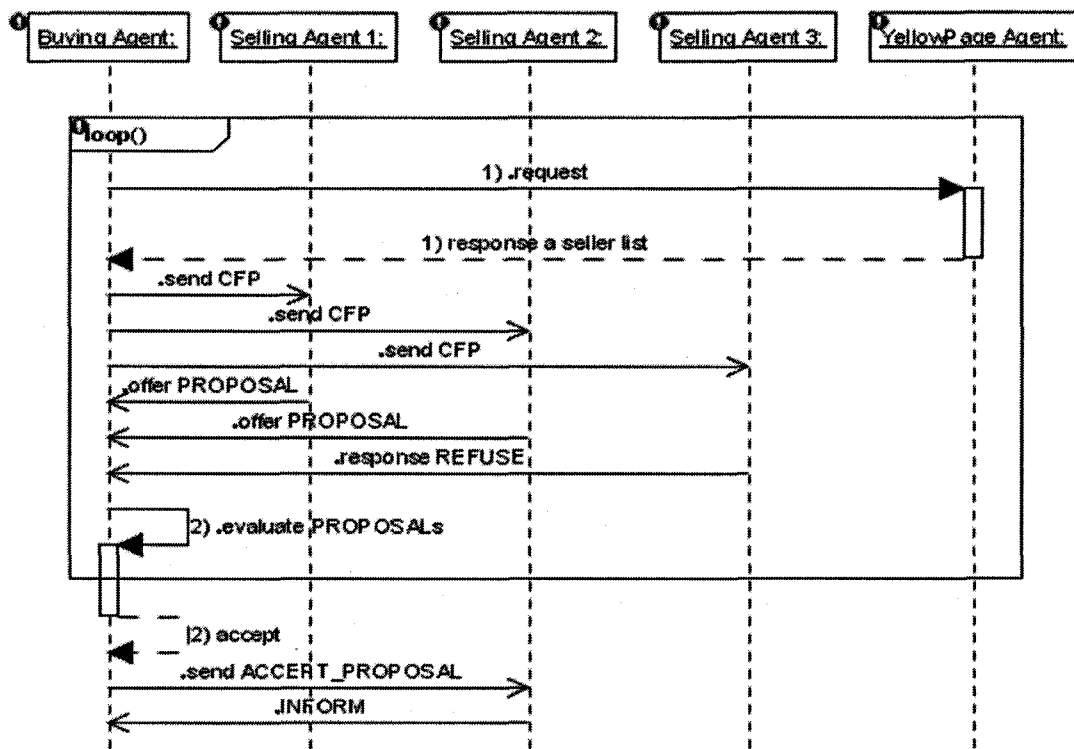 Buying Agent:
Selling Agent 1:
Selling Agent 2:
Selling Agent 3:
YellowPage Agent:
loop()
1) .request
1) response a seller list
.send CFP
.send CFP
.send CFP
.offer PROPOSAL
.offer PROPOSAL
.response REFUSE
2) .evaluate PROPOSALs
2) accept
.send ACCEPT_PROPOSAL
.INFORM